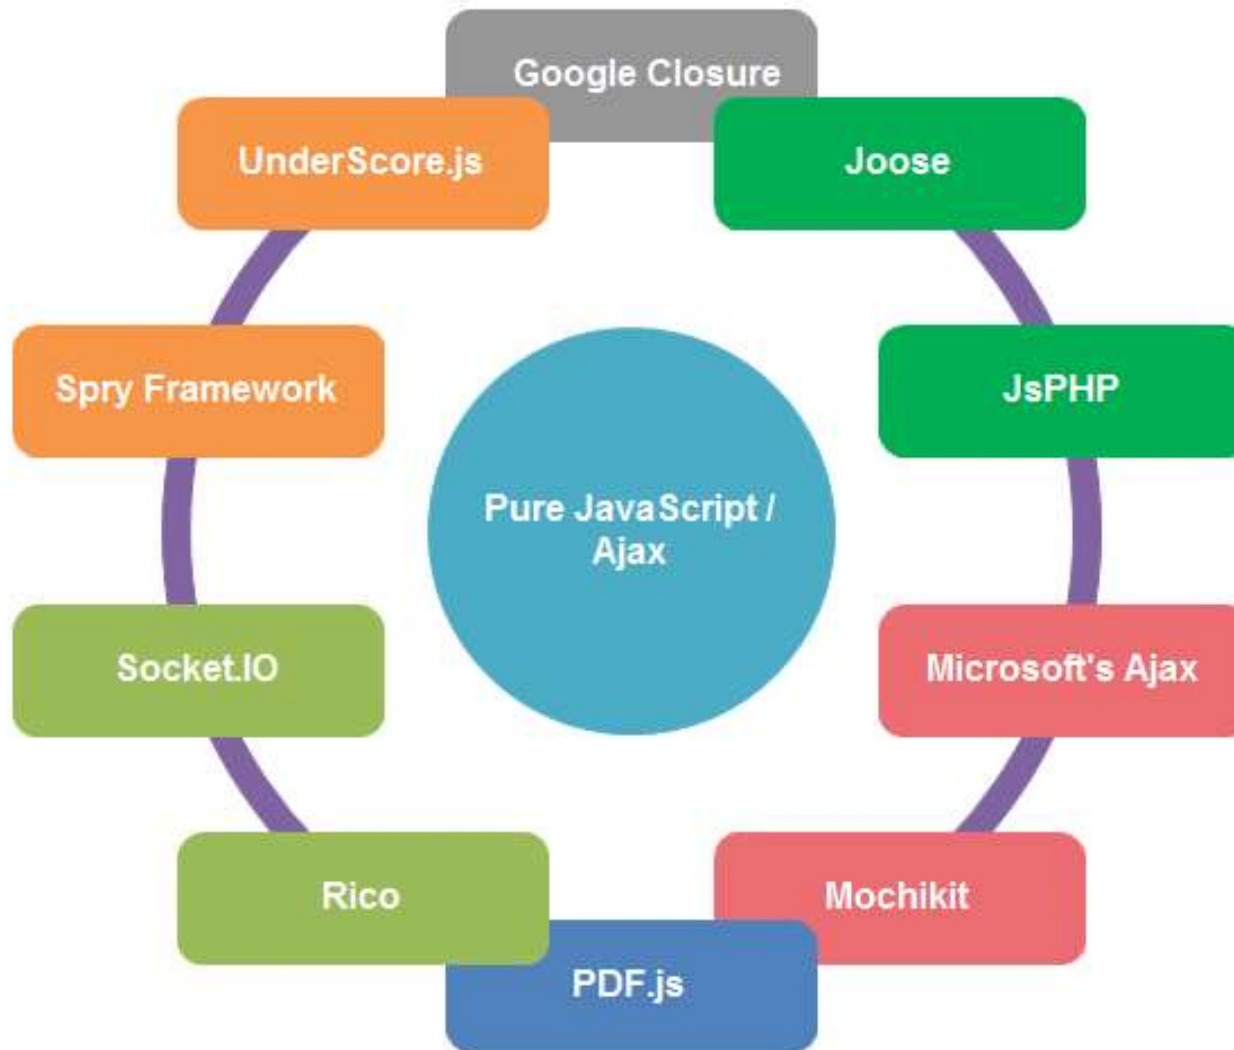 Google Closure
UnderScore.js
Joose
Spry Framework
JsPHP
Pure JavaScript /
Ajax
Socket.IO
Microsoft's Ajax
Rico
Mochikit
PDF.js